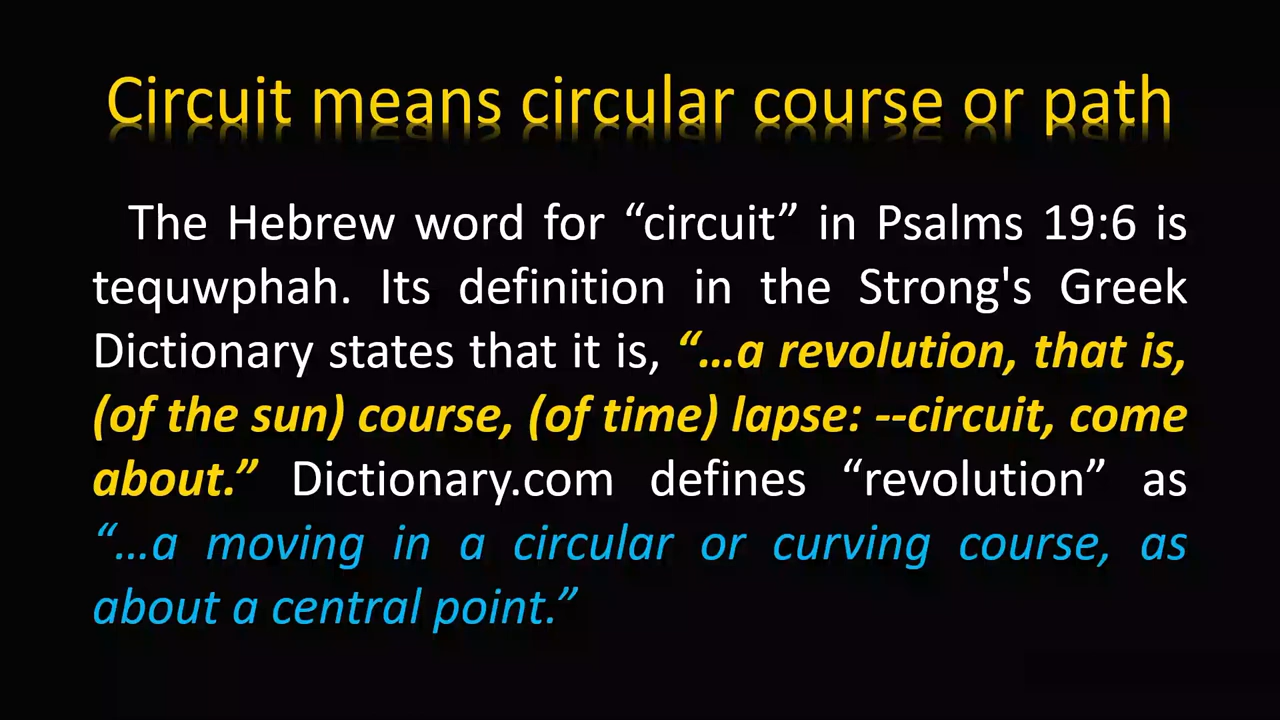 Circuit means circular course or path
The Hebrew word for “circuit” in Psalms 19:6 is
tequwphah. Its definition in the Strong's Greek
Dictionary states that it is, “…a revolution, that is,
(of the sun) course, (of time) lapse: --circuit, come
about.” Dictionary.com defines “revolution” as
“…a moving in a circular or curving course, as
about a central point.”